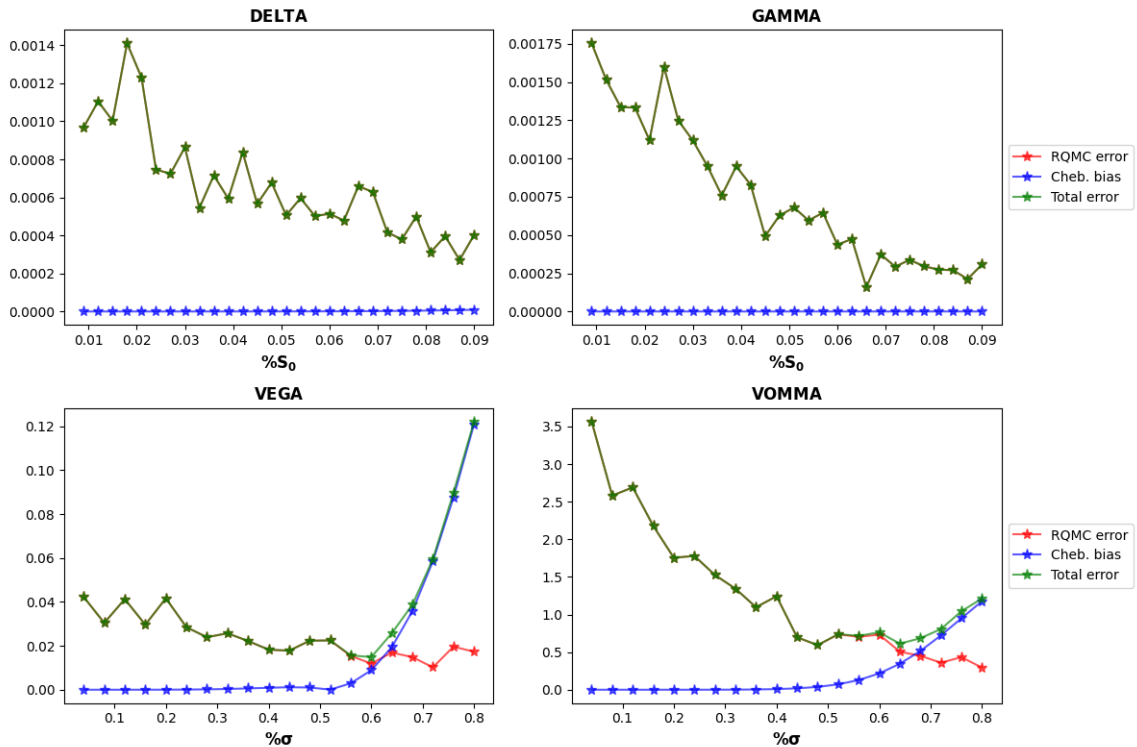 DELTA
0.0014
0.0012
0.0010
0.0008
0.0006
0.0004
0.0002
0.0000
0.01 0.02 0.03 0.04 0.05 0.06 0.07 0.08 0.09
%S₀
GAMMA
0.00175
0.00150
0.00125
0.00100
0.00075
0.00050
0.00025
0.00000
0.01 0.02 0.03 0.04 0.05 0.06 0.07 0.08 0.09
%S₀
RQMC error
Cheb. bias
Total error
VEGA
0.12
0.10
0.08
0.06
0.04
0.02
0.00
0.1 0.2 0.3 0.4 0.5 0.6 0.7 0.8
%σ
VOMMA
3.5
3.0
2.5
2.0
1.5
1.0
0.5
0.0
0.1 0.2 0.3 0.4 0.5 0.6 0.7 0.8
%σ
RQMC error
Cheb. bias
Total error